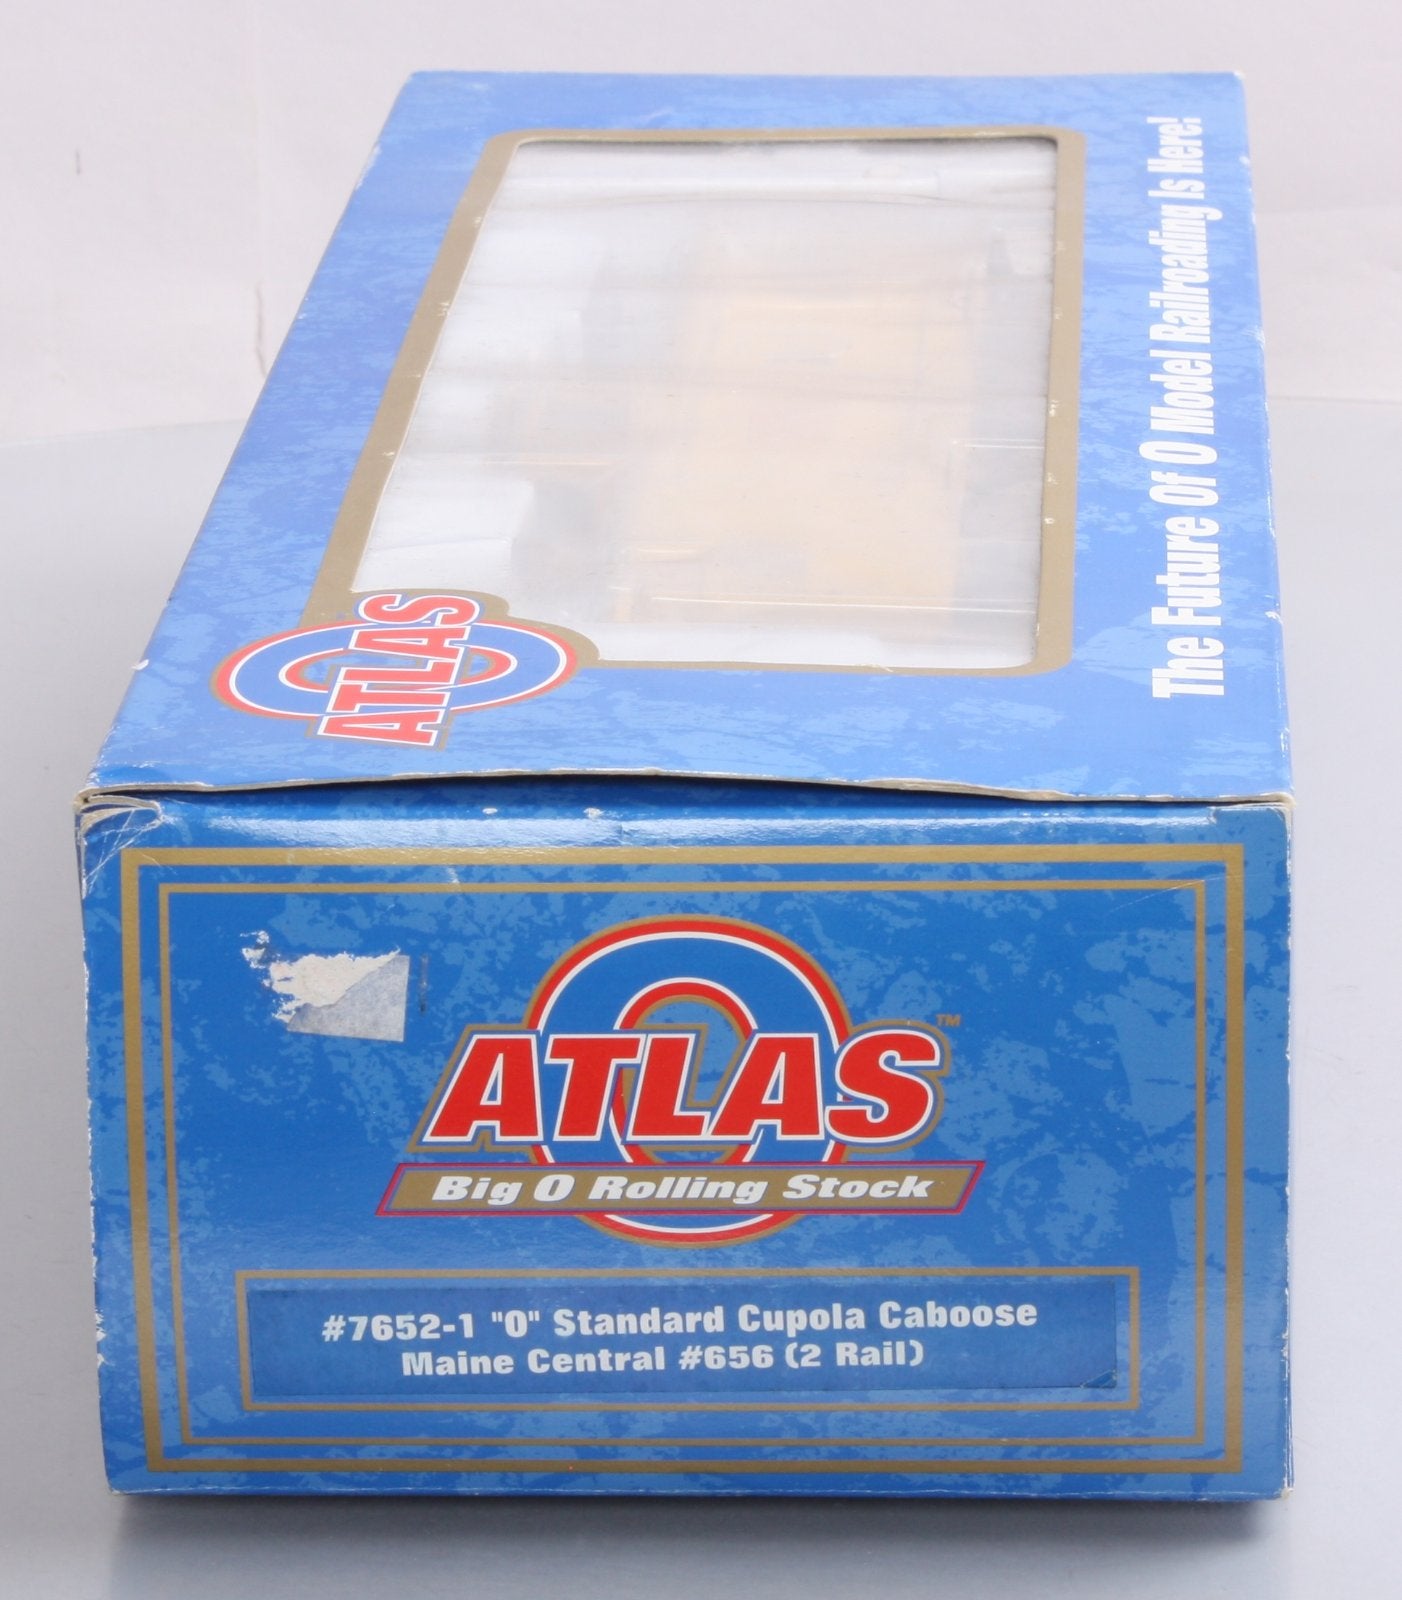 The Future Of O Model Railroading Is Here!
ATLAS
ATLAS™
Big O Rolling Stock
#7652-1 "O" Standard Cupola Caboose
Maine Central #656 (2 Rail)